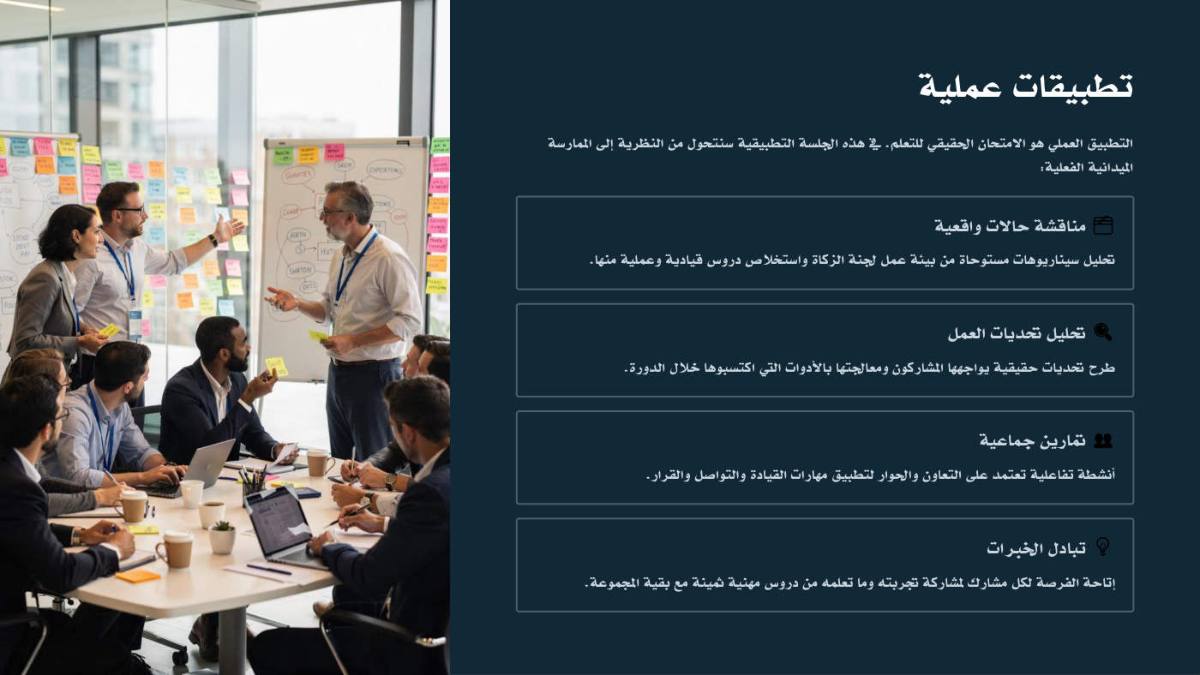 تطبيقات عملية
التطبيق العملي هو الامتحان الحقيقي للتعلم. في هذه الجلسة التطبيقية سنتحول من النظرية إلى الممارسة
الميدانية الفعلية:
مناقشة حالات واقعية
تحليل سيناريوهات مستوحاة من بيئة عمل لجنة الزكاة واستخلاص دروس قيادية وعملية منها.
تحليل تحديات العمل
طرح تحديات حقيقية يواجهها المشاركون ومعالجتها بالأدوات التي اكتسبوها خلال الدورة.
تمارين جماعية
أنشطة تفاعلية تعتمد على التعاون والحوار لتطبيق مهارات القيادة والتواصل والقرار.
تبادل الخبرات
إتاحة الفرصة لكل مشارك لمشاركة تجربته وما تعلمه من دروس مهنية ثمينة مع بقية المجموعة.